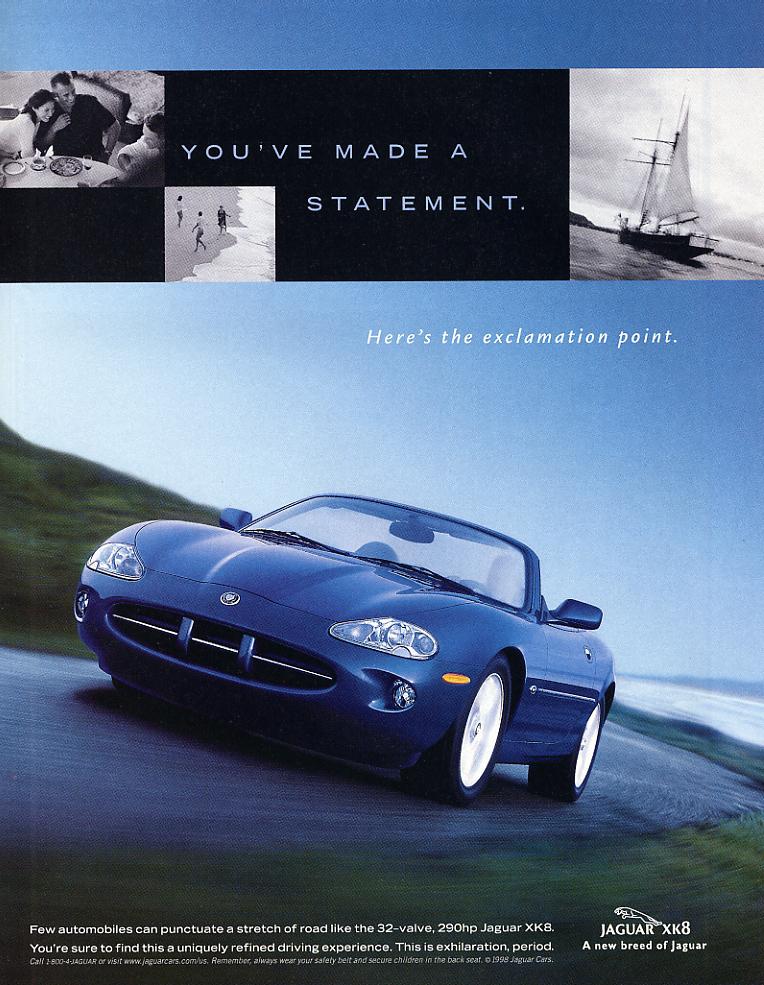 YOU'VE MADE A
STATEMENT.
Here's the exclamation point.
Few automobiles can punctuate a stretch of road like the 32-valve, 290hp Jaguar XK8.
You're sure to find this a uniquely refined driving experience. This is exhilaration, period.
Call 1-800-4-JAGUAR or visit www.jaguarcars.com/us. Remember, always wear your safety belt and secure children in the back seat. © 1998 Jaguar Cars.
JAGUAR XK8
A new breed of Jaguar